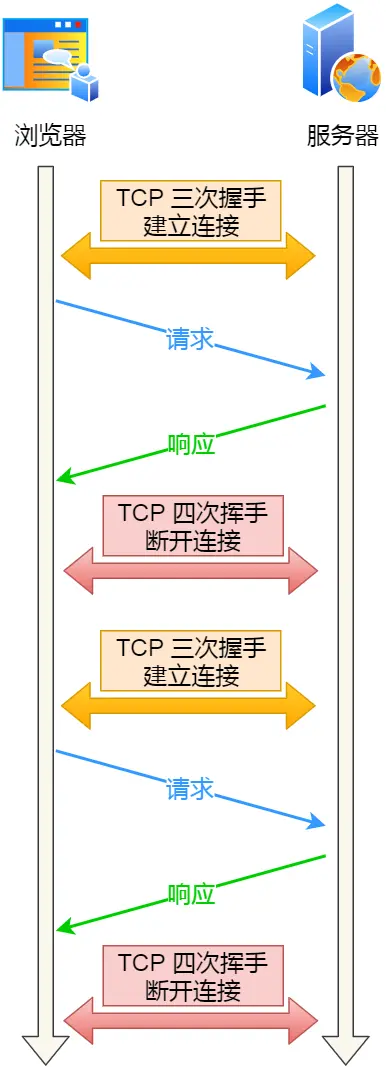 浏览器
服务器
TCP 三次握手
建立连接
请求
响应
TCP 四次挥手
断开连接
TCP 三次握手
建立连接
请求
响应
TCP 四次挥手
断开连接